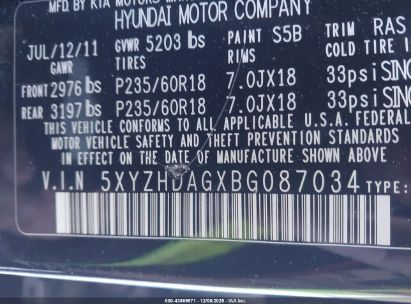 MFD. BY KIA MOTORS MANU
HYUNDAI MOTOR COMPANY
JUL/12/11 GVWR 5203 lbs PAINT S5B TRIM RAS
GAWR TIRES RIMS COLD TIRE I
FRONT 2976 lbs P235/60R18 7.0JX18 33psi SING
REAR 3197 lbs P235/60R18 7.0JX18 33psi SING
THIS VEHICLE CONFORMS TO ALL APPLICABLE U.S.A. FEDERAL
MOTOR VEHICLE SAFETY AND THEFT PREVENTION STANDARDS
IN EFFECT ON THE DATE OF MANUFACTURE SHOWN ABOVE
V.I.N 5XYZHDAGXBG087034 TYPE: